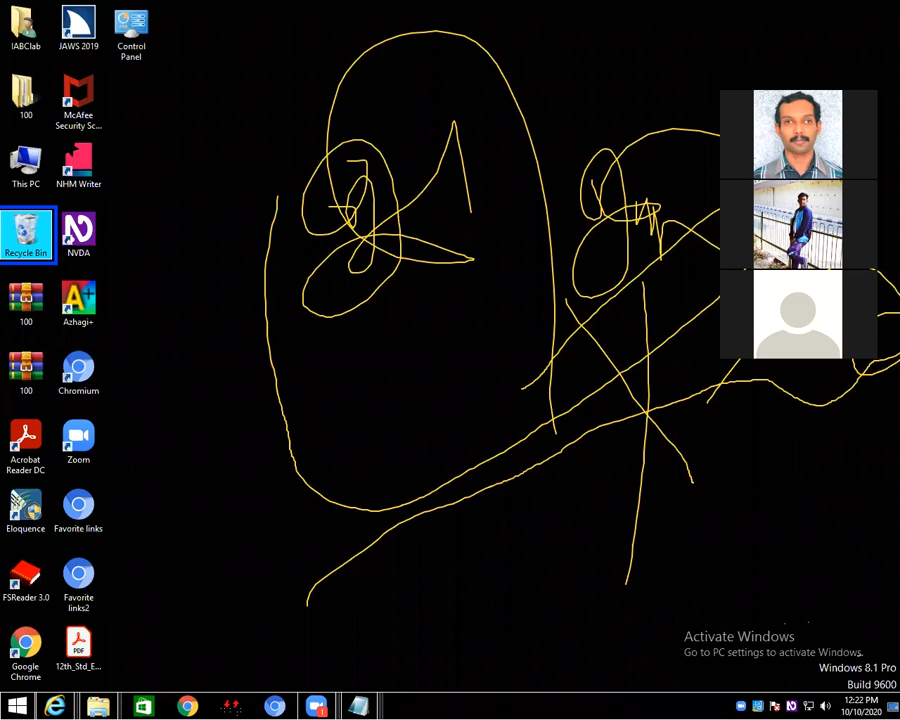 IABClab
JAWS 2019
Control
Panel
100
McAfee
Security Sc...
This PC
NHM Writer
Recycle Bin
NVDA
100
Azhagi+
100
Chromium
Acrobat
Reader DC
Zoom
Eloquence
Favorite links
FSReader 3.0
Favorite
links2
Google
Chrome
12th_Std_E...
PDF
Activate Windows
Go to PC settings to activate Windows.
Windows 8.1 Pro
Build 9600
12:22 PM
10/10/2020